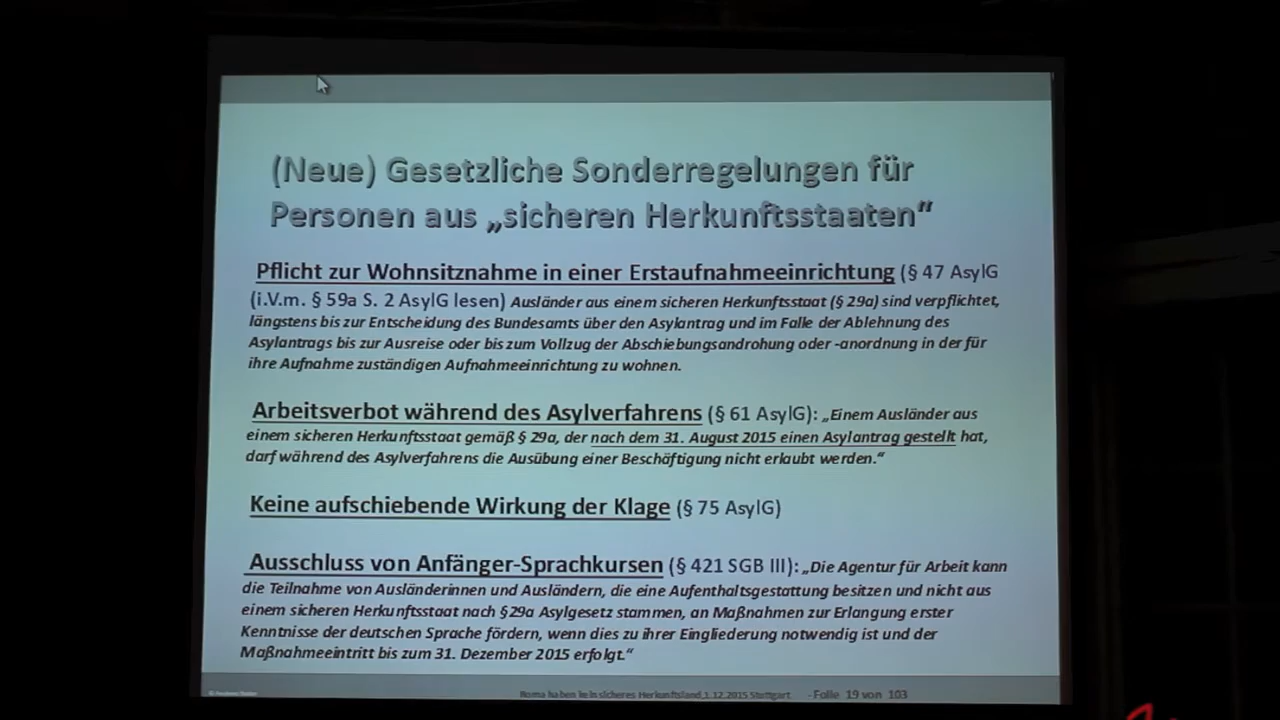 (Neue) Gesetzliche Sonderregelungen für
Personen aus „sicheren Herkunftsstaaten“
Pflicht zur Wohnsitznahme in einer Erstaufnahmeeinrichtung (§ 47 AsylG
(i.V.m. § 59a S. 2 AsylG lesen) Ausländer aus einem sicheren Herkunftsstaat (§ 29a) sind verpflichtet,
längstens bis zur Entscheidung des Bundesamts über den Asylantrag und im Falle der Ablehnung des
Asylantrags bis zur Ausreise oder bis zum Vollzug der Abschiebungsandrohung oder -anordnung in der für
ihre Aufnahme zuständigen Aufnahmeeinrichtung zu wohnen.
Arbeitsverbot während des Asylverfahrens (§ 61 AsylG): „Einem Ausländer aus
einem sicheren Herkunftsstaat gemäß § 29a, der nach dem 31. August 2015 einen Asylantrag gestellt hat,
darf während des Asylverfahrens die Ausübung einer Beschäftigung nicht erlaubt werden.“
Keine aufschiebende Wirkung der Klage (§ 75 AsylG)
Ausschluss von Anfänger-Sprachkursen (§ 421 SGB III): „Die Agentur für Arbeit kann
die Teilnahme von Ausländerinnen und Ausländern, die eine Aufenthaltsgestattung besitzen und nicht aus
einem sicheren Herkunftsstaat nach §29a Asylgesetz stammen, an Maßnahmen zur Erlangung erster
Kenntnisse der deutschen Sprache fördern, wenn dies zu ihrer Eingliederung notwendig ist und der
Maßnahmeeintritt bis zum 31. Dezember 2015 erfolgt.“
Roma haben kein sicheres Herkunftsland,1.12.2015 Stuttgart - Folie 19 von 103